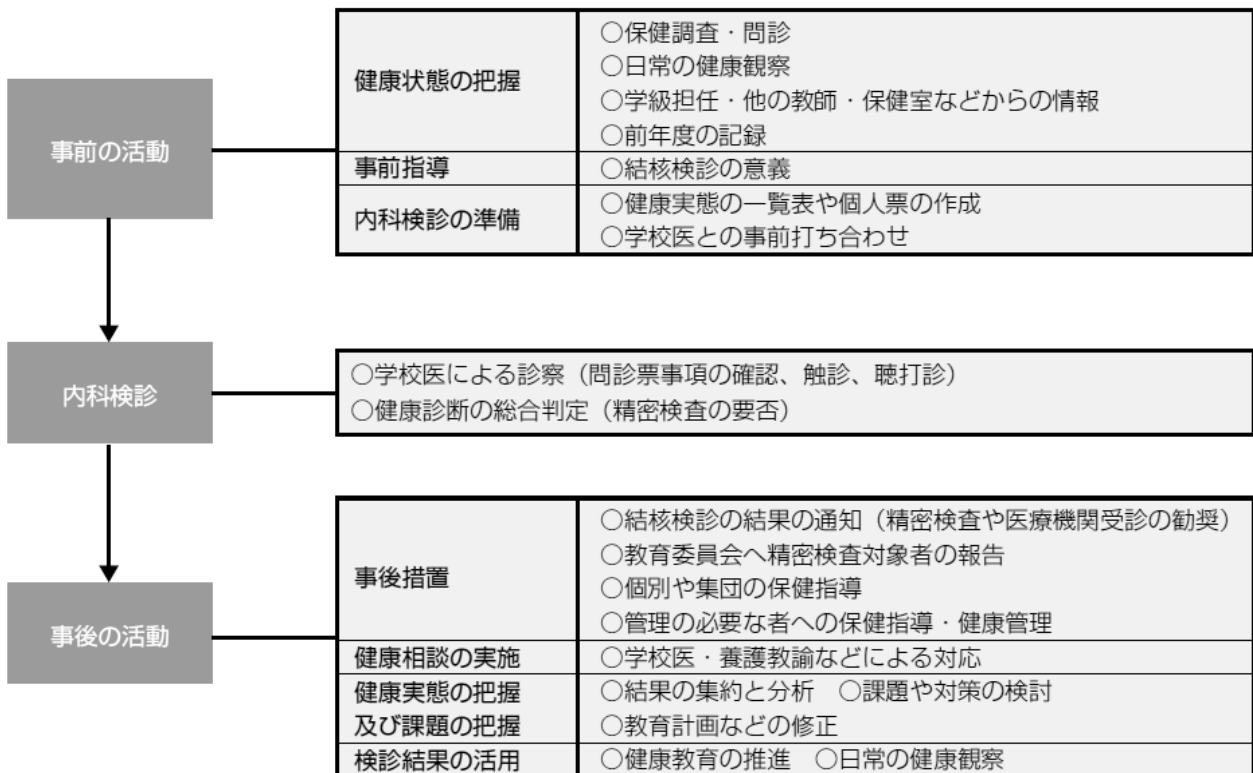 事前の活動
健康状態の把握
○保健調査・問診
○日常の健康観察
○学級担任・他の教師・保健室などからの情報
○前年度の記録
事前指導
○結核検診の意義
内科検診の準備
○健康実態の一覧表や個人票の作成
○学校医との事前打ち合わせ
内科検診
○学校医による診察（問診票事項の確認、触診、聴打診）
○健康診断の総合判定（精密検査の要否）
事後の活動
事後措置
○結核検診の結果の通知（精密検査や医療機関受診の勧奨）
○教育委員会へ精密検査対象者の報告
○個別や集団の保健指導
○管理の必要な者への保健指導・健康管理
健康相談の実施
○学校医・養護教諭などによる対応
健康実態の把握
及び課題の把握
○結果の集約と分析　○課題や対策の検討
○教育計画などの修正
検診結果の活用
○健康教育の推進　○日常の健康観察